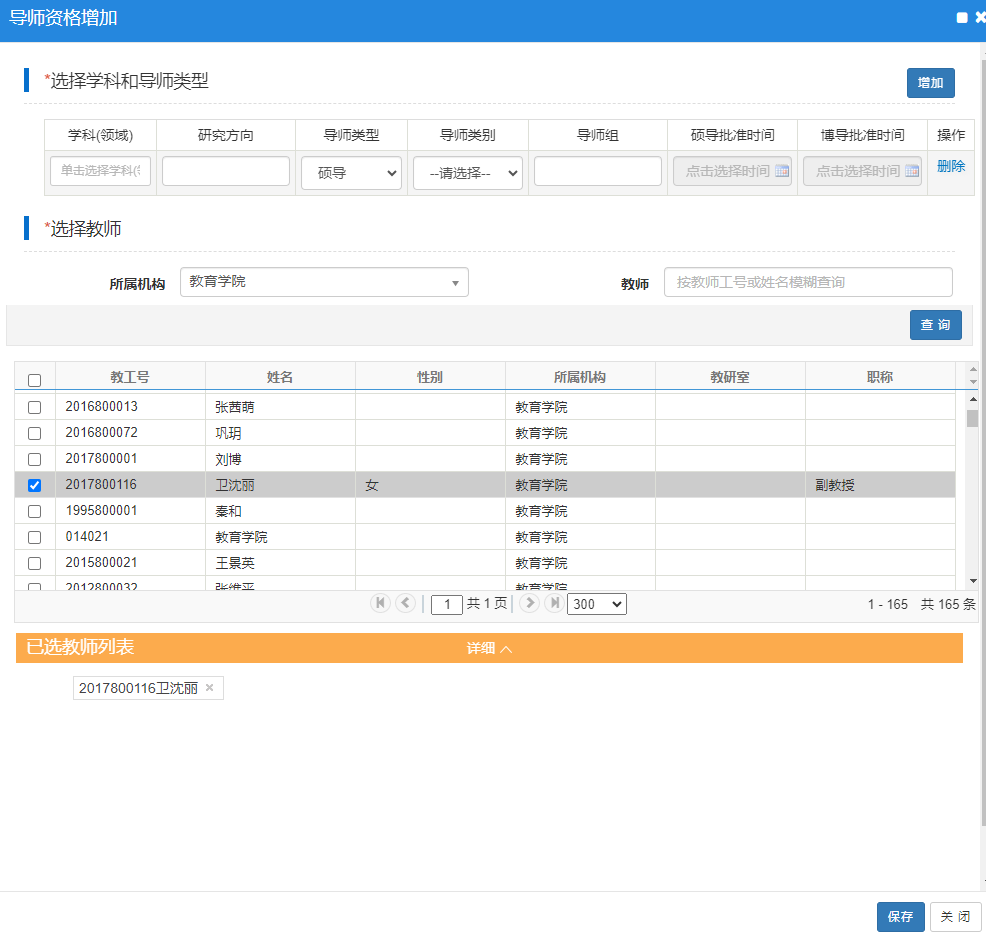 导师资格增加
*选择学科和导师类型
增加
学科(领域) 研究方向 导师类型 导师类别 导师组 硕导批准时间 博导批准时间 操作
单击选择学科( 硕导 --请选择-- 点击选择时间 点击选择时间 删除
*选择教师
所属机构 教育学院 教师 按教师工号或姓名模糊查询
查 询
教工号 姓名 性别 所属机构 教研室 职称
2016800013 张茜萌 教育学院
2016800072 巩玥 教育学院
2017800001 刘博 教育学院
2017800116 卫沈丽 女 教育学院 副教授
1995800001 秦和 教育学院
014021 教育学院 教育学院
2015800021 王景英 教育学院
2012800032 张维平 教育学院
1 共 1 页 300 1 - 165 共 165 条
已选教师列表 详细
2017800116卫沈丽 ×
保存 关 闭